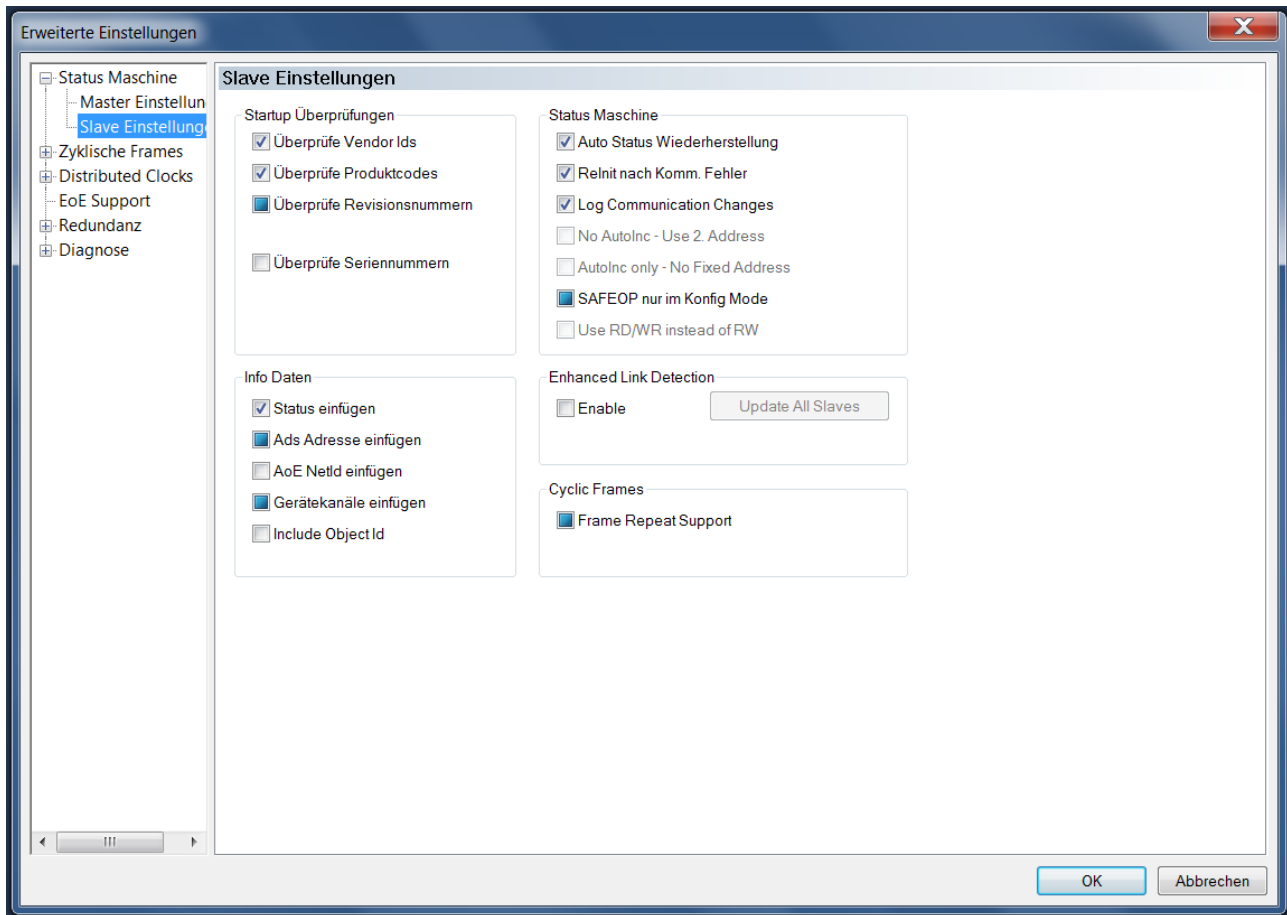 Erweiterte Einstellungen
Status Maschine
Master Einstellun
Slave Einstellung
Zyklische Frames
Distributed Clocks
EoE Support
Redundanz
Diagnose
Slave Einstellungen
Startup Überprüfungen
Überprüfe Vendor Ids
Überprüfe Produktcodes
Überprüfe Revisionsnummern
Überprüfe Seriennummern
Status Maschine
Auto Status Wiederherstellung
ReInit nach Komm. Fehler
Log Communication Changes
No AutoInc - Use 2. Address
AutoInc only - No Fixed Address
SAFEOP nur im Konfig Mode
Use RD/WR instead of RW
Info Daten
Status einfügen
Ads Adresse einfügen
AoE NetId einfügen
Gerätekanäle einfügen
Include Object Id
Enhanced Link Detection
Enable
Update All Slaves
Cyclic Frames
Frame Repeat Support
OK
Abbrechen